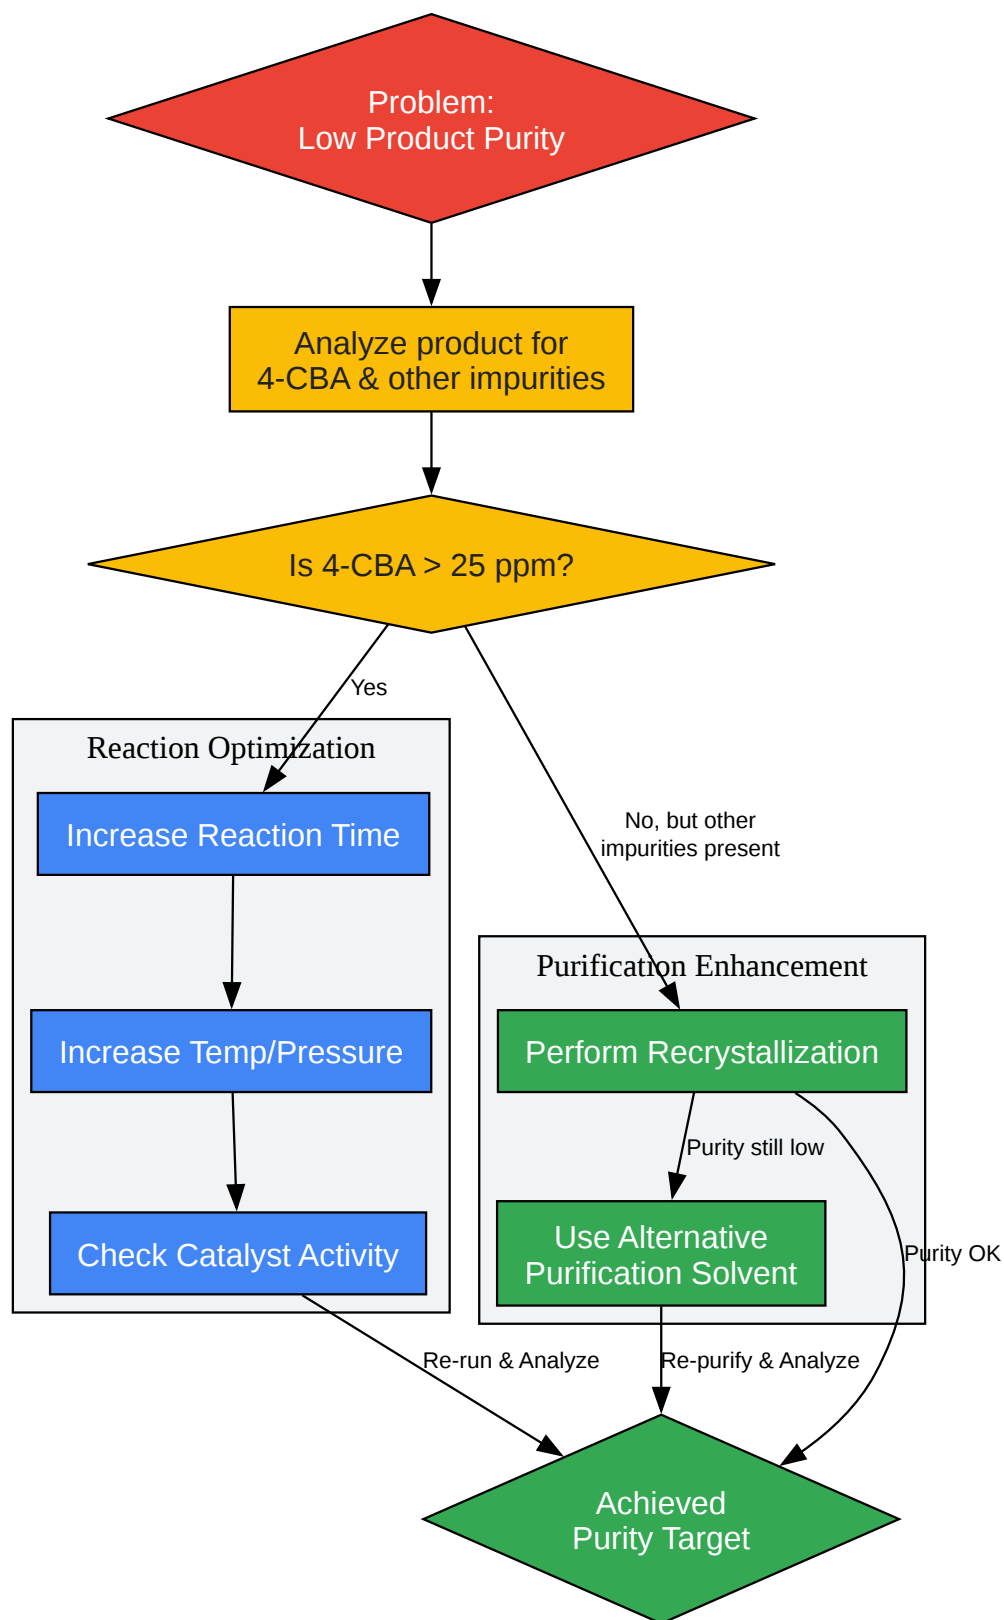 Problem:
Low Product Purity
Analyze product for
4-CBA & other impurities
Is 4-CBA > 25 ppm?
Yes
Reaction Optimization
Increase Reaction Time
No, but other
impurities present
Purification Enhancement
Increase Temp/Pressure
Perform Recrystallization
Purity still low
Check Catalyst Activity
Use Alternative
Purification Solvent
Purity OK
Re-run & Analyze
Re-purify & Analyze
Achieved
Purity Target